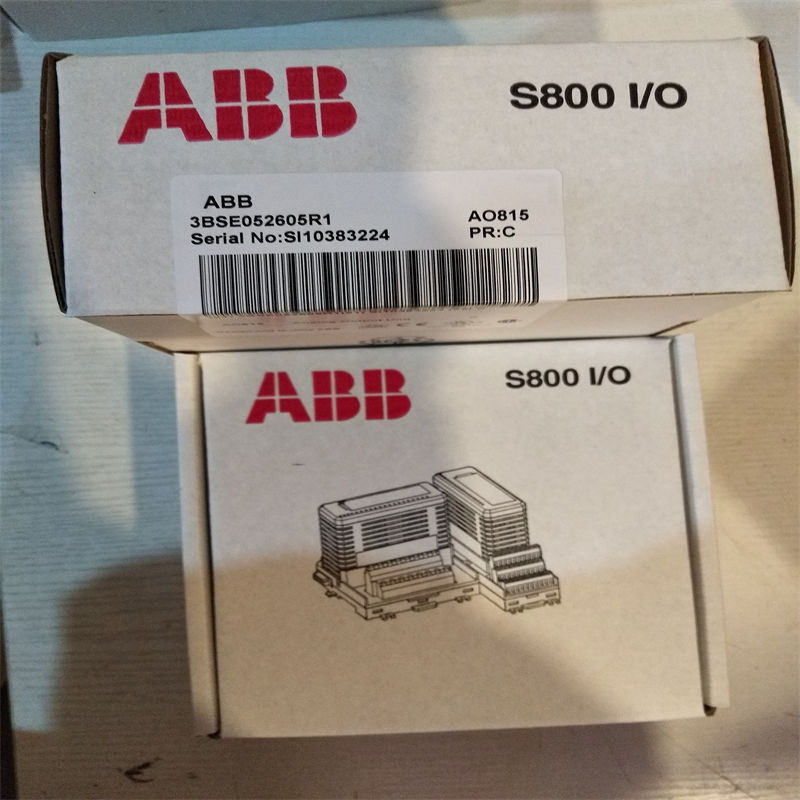 ABB
S800 I/O
ABB
3BSE052605R1
AO815
Serial No:SI10383224
PR:C
ABB
S800 I/O